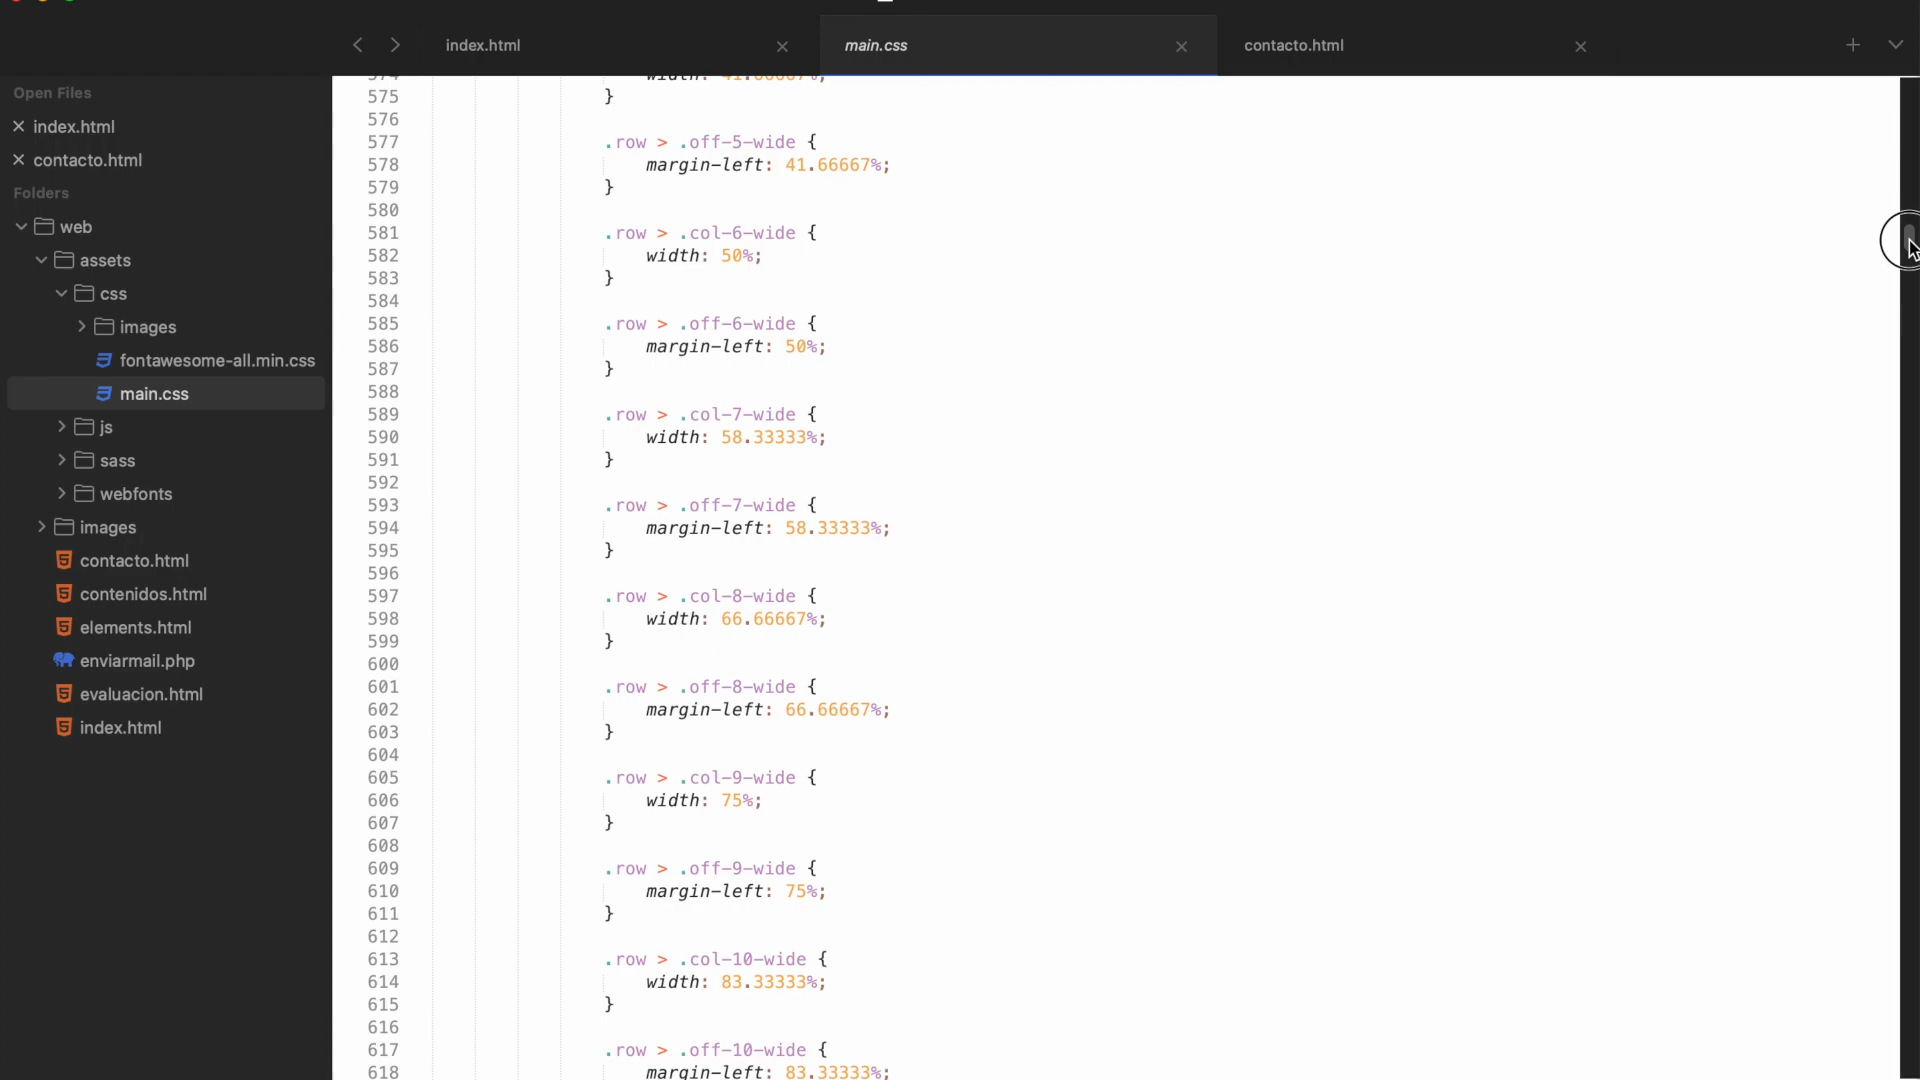 index.html
main.css
contacto.html
Open Files
index.html
contacto.html
Folders
web
assets
css
images
fontawesome-all.min.css
main.css
js
sass
webfonts
images
contacto.html
contenidos.html
elements.html
enviarmail.php
evaluacion.html
index.html
574 width: 41.66667%;
575 }
576
577 .row > .off-5-wide {
578 margin-left: 41.66667%;
579 }
580
581 .row > .col-6-wide {
582 width: 50%;
583 }
584
585 .row > .off-6-wide {
586 margin-left: 50%;
587 }
588
589 .row > .col-7-wide {
590 width: 58.33333%;
591 }
592
593 .row > .off-7-wide {
594 margin-left: 58.33333%;
595 }
596
597 .row > .col-8-wide {
598 width: 66.66667%;
599 }
600
601 .row > .off-8-wide {
602 margin-left: 66.66667%;
603 }
604
605 .row > .col-9-wide {
606 width: 75%;
607 }
608
609 .row > .off-9-wide {
610 margin-left: 75%;
611 }
612
613 .row > .col-10-wide {
614 width: 83.33333%;
615 }
616
617 .row > .off-10-wide {
618 margin-left: 83.33333%;